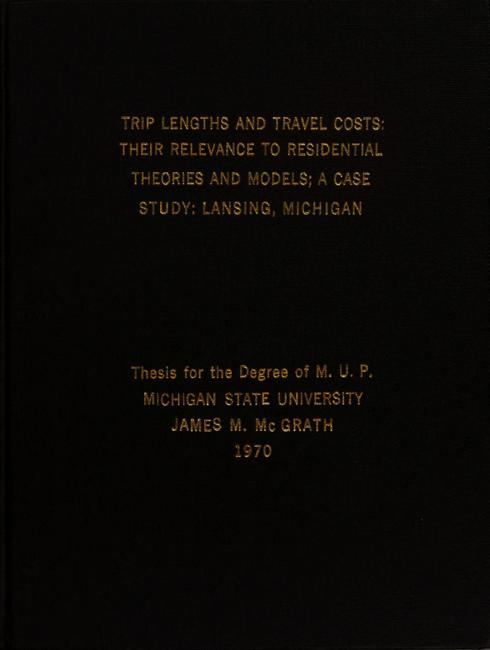 TRIP LENGTHS AND TRAVEL COSTS:
THEIR RELEVANCE TO RESIDENTIAL
THEORIES AND MODELS; A CASE
STUDY: LANSING, MICHIGAN
Thesis for the Degree of M. U. P.
MICHIGAN STATE UNIVERSITY
JAMES M. Mc GRATH
1970